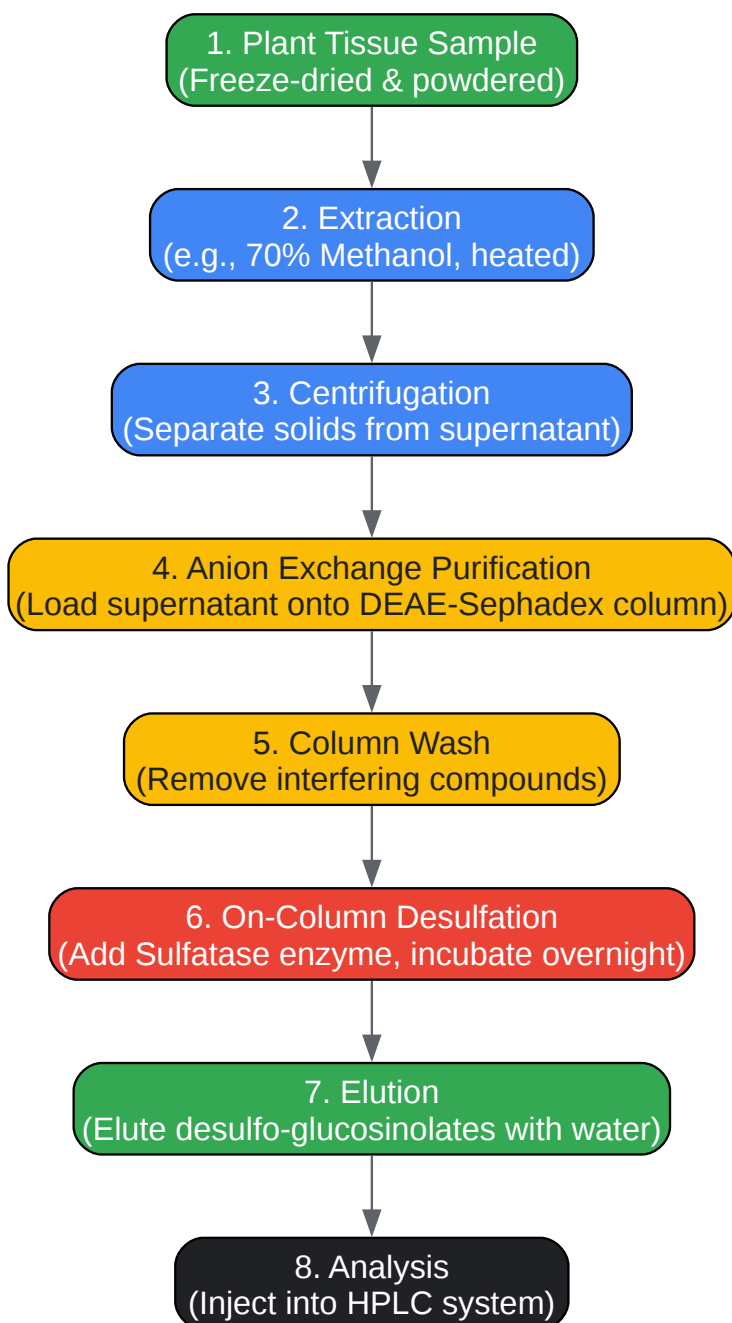 1. Plant Tissue Sample
(Freeze-dried & powdered)
2. Extraction
(e.g., 70% Methanol, heated)
3. Centrifugation
(Separate solids from supernatant)
4. Anion Exchange Purification
(Load supernatant onto DEAE-Sephadex column)
5. Column Wash
(Remove interfering compounds)
6. On-Column Desulfation
(Add Sulfatase enzyme, incubate overnight)
7. Elution
(Elute desulfo-glucosinolates with water)
8. Analysis
(Inject into HPLC system)